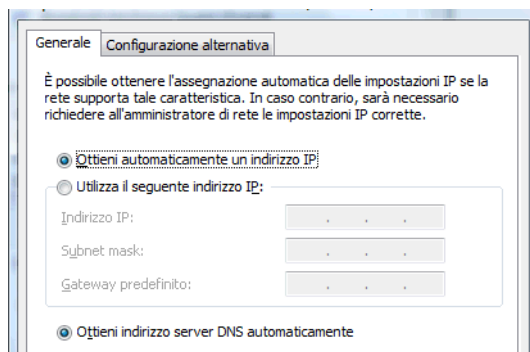 Generale Configurazione alternativa
È possibile ottenere l'assegnazione automatica delle impostazioni IP se la
rete supporta tale caratteristica. In caso contrario, sarà necessario
richiedere all'amministratore di rete le impostazioni IP corrette.
Ottieni automaticamente un indirizzo IP
Utilizza il seguente indirizzo IP:
Indirizzo IP:
Subnet mask:
Gateway predefinito:
Ottieni indirizzo server DNS automaticamente